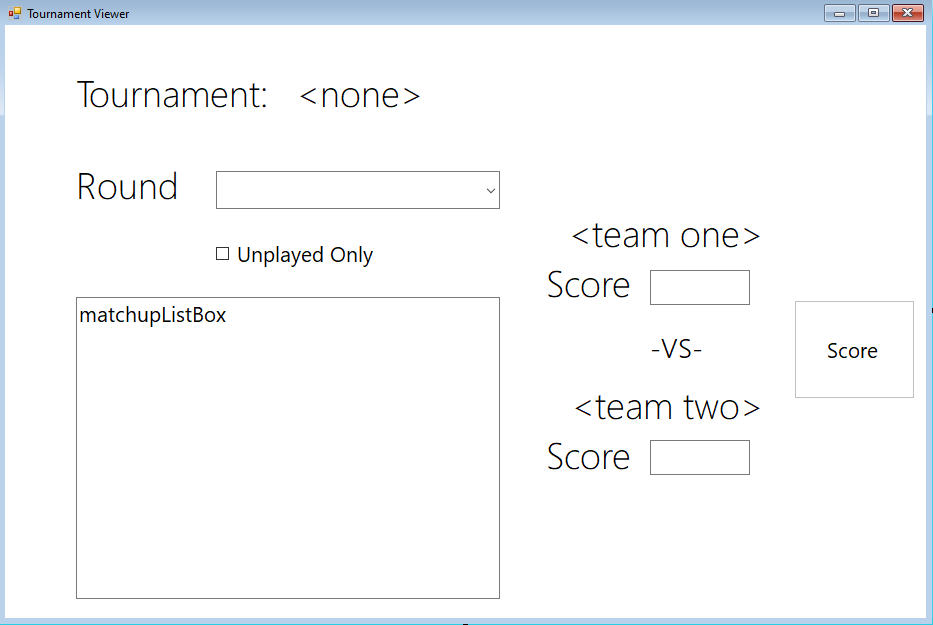 Tournament Viewer
Tournament: <none>
Round
Unplayed Only
matchupListBox
<team one>
Score
-VS-
Score
<team two>
Score